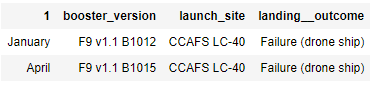 1 booster_version launch_site landing__outcome
January F9 v1.1 B1012 CCAFS LC-40 Failure (drone ship)
April F9 v1.1 B1015 CCAFS LC-40 Failure (drone ship)